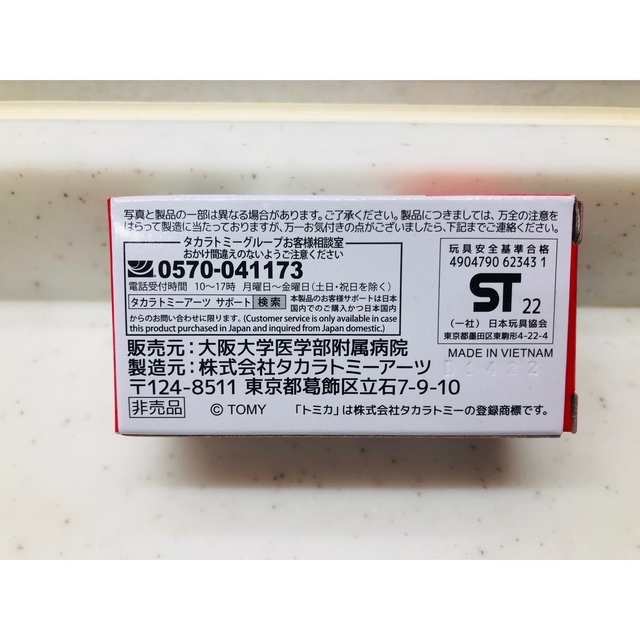 写真と製品の一部は異なる場合があります。ご了承ください。製品につきましては、万全の注意を
はらって製造に当たっておりますが、万一お気付きの点がございましたら、下記までご連絡ください。
タカラトミーグループお客様相談室
おかけ間違えのないようご注意ください
0570-041173
電話受付時間 10〜17時 月曜日〜金曜日(土日・祝日を除く)
タカラトミーアーツ サポート 検索 本製品のお客様サポートは日本
国内でのご購入かつ日本国内
からのお問い合わせに限ります。(Customer service is only available in case
this product purchased in Japan and inquired from Japan domestic.)
販売元:大阪大学医学部附属病院
製造元:株式会社タカラトミーアーツ
〒124-8511 東京都葛飾区立石7-9-10
非売品 © TOMY 「トミカ」は株式会社タカラトミーの登録商標です。
玩具安全基準合格
4904790 62343 1
ST 22
(一社) 日本玩具協会
東京都墨田区東駒形4-22-4
MADE IN VIETNAM